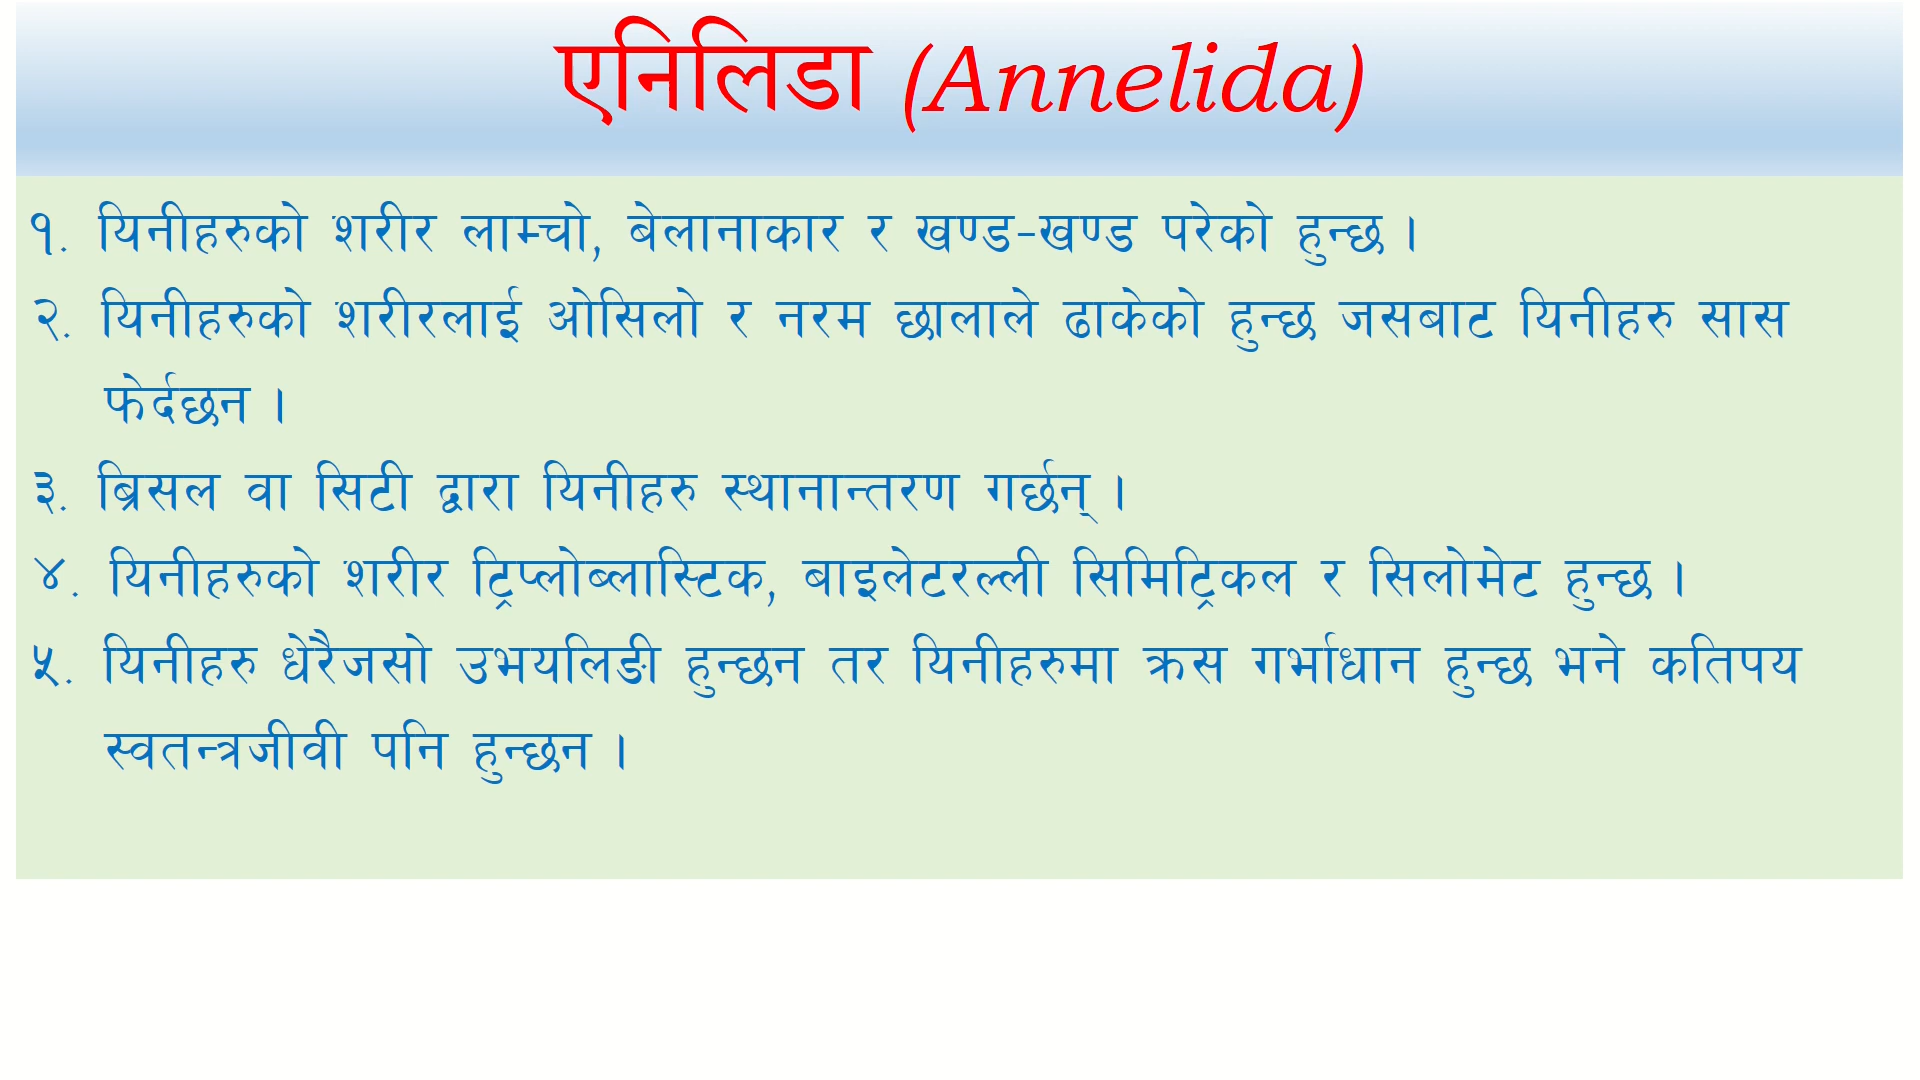 एनिलिडा (Annelida)
१. यिनीहरुको शरीर लाम्चो, बेलानाकार र खण्ड-खण्ड परेको हुन्छ ।
२. यिनीहरुको शरीरलाई ओसिलो र नरम छालाले ढाकेको हुन्छ जसबाट यिनीहरु सास
फेर्दछन ।
३. ब्रिसल वा सिटी द्वारा यिनीहरु स्थानान्तरण गर्छन् ।
४. यिनीहरुको शरीर ट्रिप्लोब्लास्टिक, बाइलेटरल्ली सिमिट्रिकल र सिलोमेट हुन्छ ।
५. यिनीहरु धेरैजसो उभयलिङी हुन्छन तर यिनीहरुमा क्रस गर्भाधान हुन्छ भने कतिपय
स्वतन्त्रजीवी पनि हुन्छन ।